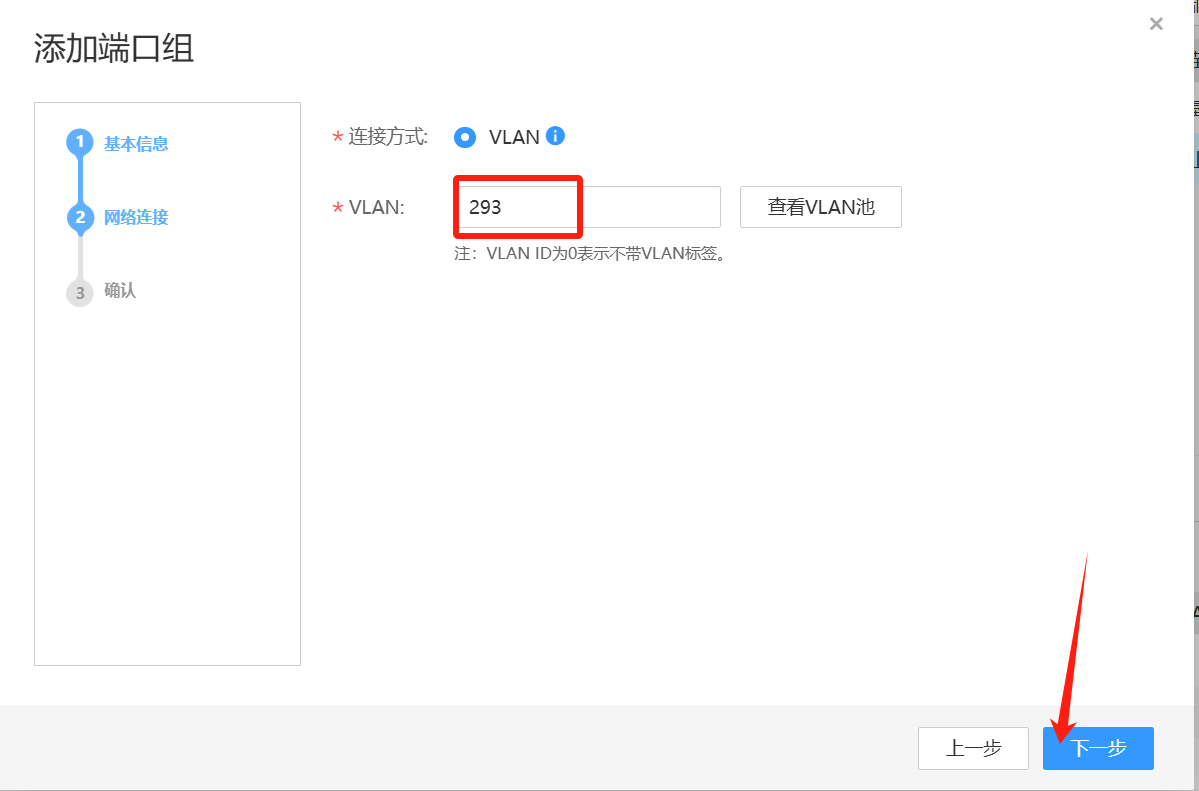 添加端口组
1 基本信息
2 网络连接
3 确认
* 连接方式: VLAN
* VLAN: 293 查看VLAN池
注：VLAN ID为0表示不带VLAN标签。
上一步 下一步